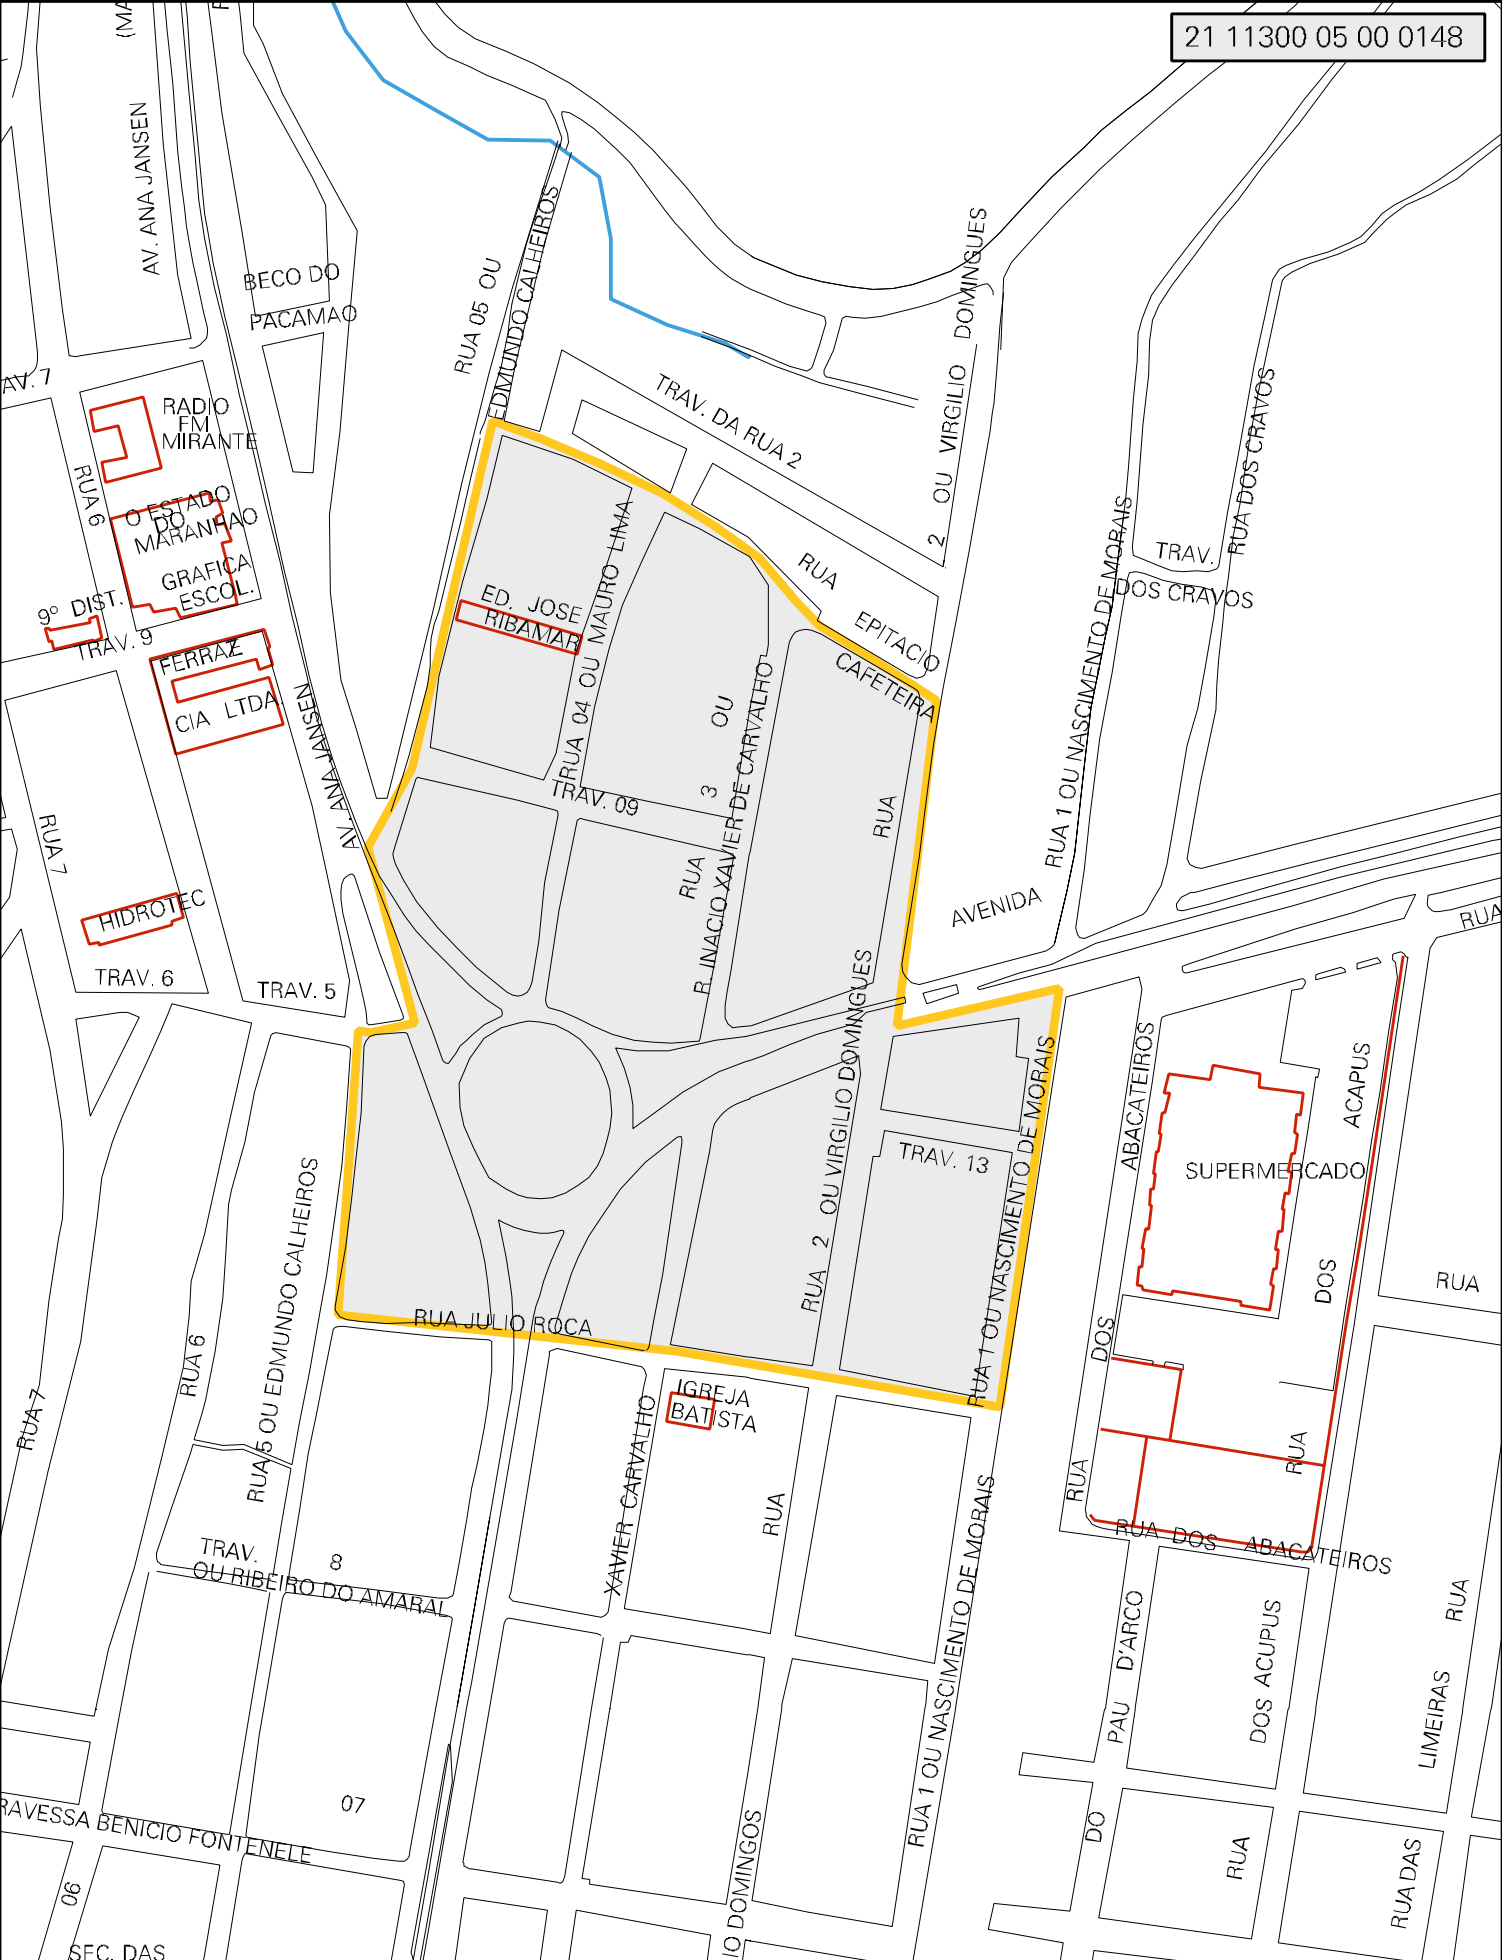 21 11300 05 00 0148
(MA
AV. ANA JANSEN
BECO DO
PACAMAO
RUA 05 OU
EDMUNDO CALHEIROS
TRAV. DA RUA 2
2 OU VIRGILIO DOMINGUES
AV. 7
RADIO
FM
MIRANTE
RUA 6
O ESTADO
DO
MARANHAO
GRAFICA
ESCOL.
9º DIST.
TRAV. 9
FERRAZ
CIA LTDA.
AV. ANA JANSEN
ED. JOSE
RIBAMAR
RUA 04 OU MAURO LIMA
RUA
EPITACIO
CAFETEIRA
RUA 1 OU NASCIMENTO DE MORAIS
RUA DOS CRAVOS
TRAV.
DOS CRAVOS
TRAV. 09
RUA 3 OU
R. INACIO XAVIER DE CARVALHO
RUA
AVENIDA
RUA
RUA 7
HIDROTEC
TRAV. 6
TRAV. 5
RUA 2 OU VIRGILIO DOMINGUES
TRAV. 13
RUA 1 OU NASCIMENTO DE MORAIS
RUA DOS ABACATEIROS
SUPERMERCADO
RUA DOS ACAPUS
RUA
RUA JULIO ROCA
RUA 7
RUA 6
RUA 5 OU EDMUNDO CALHEIROS
IGREJA
BATISTA
XAVIER CARVALHO
RUA
RUA 1 OU NASCIMENTO DE MORAIS
RUA DOS ABACATEIROS
TRAV. 8
OU RIBEIRO DO AMARAL
DO PAU D'ARCO
RUA DOS ACUPUS
RUA
RUA DAS LIMEIRAS
07
RAVESSA BENICIO FONTENELE
06
SEC. DAS
IO DOMINGOS